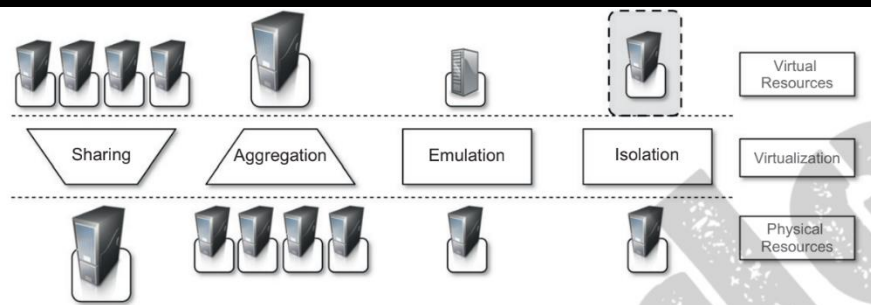 Virtual
Resources
Sharing
Aggregation
Emulation
Isolation
Virtualization
Physical
Resources